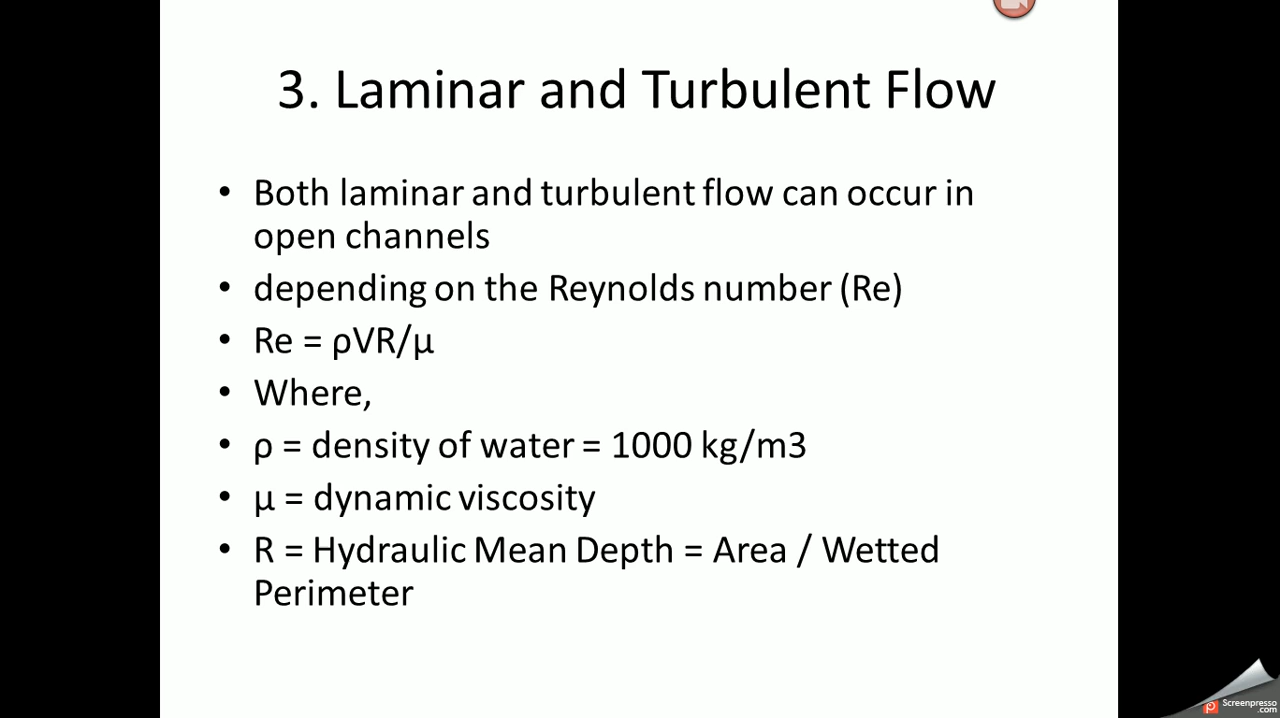 3. Laminar and Turbulent Flow
• Both laminar and turbulent flow can occur in
open channels
• depending on the Reynolds number (Re)
• Re = ρVR/μ
• Where,
• ρ = density of water = 1000 kg/m3
• μ = dynamic viscosity
• R = Hydraulic Mean Depth = Area / Wetted
Perimeter
Screenpresso
.com